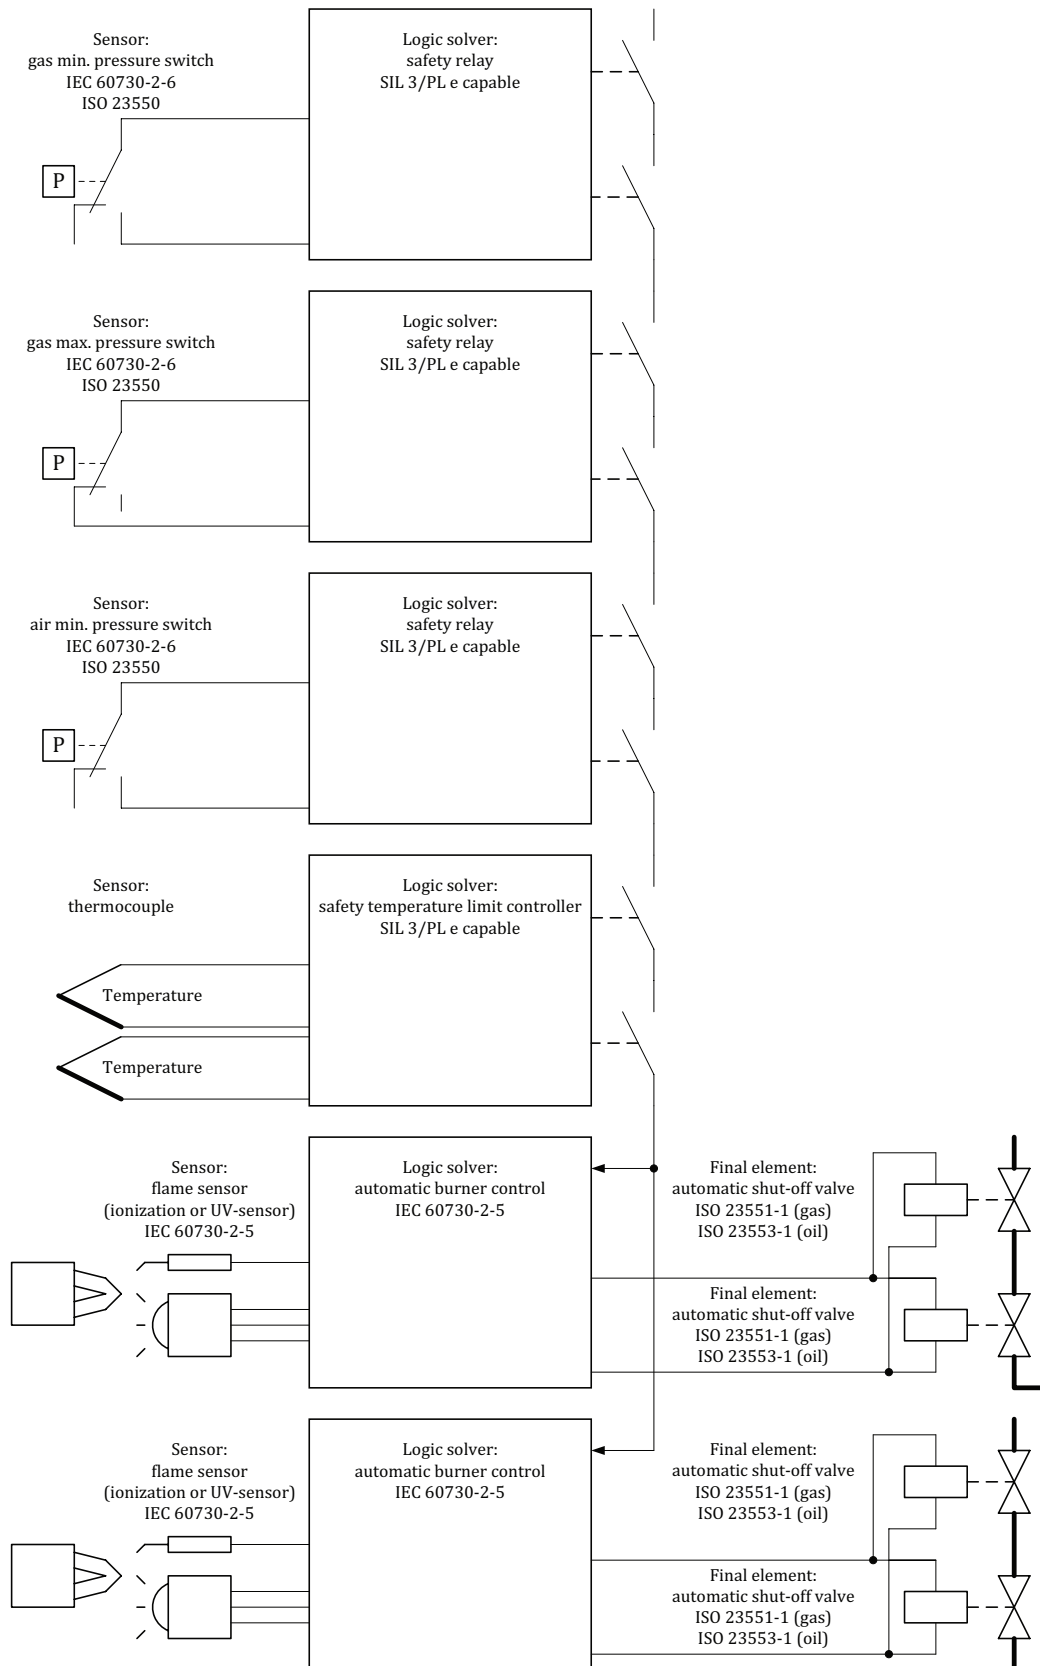 Sensor:
gas min. pressure switch
IEC 60730-2-6
ISO 23550
P
Logic solver:
safety relay
SIL 3/PL e capable
Sensor:
gas max. pressure switch
IEC 60730-2-6
ISO 23550
P
Logic solver:
safety relay
SIL 3/PL e capable
Sensor:
air min. pressure switch
IEC 60730-2-6
ISO 23550
P
Logic solver:
safety relay
SIL 3/PL e capable
Sensor:
thermocouple
Temperature
Temperature
Logic solver:
safety temperature limit controller
SIL 3/PL e capable
Sensor:
flame sensor
(ionization or UV-sensor)
IEC 60730-2-5
Logic solver:
automatic burner control
IEC 60730-2-5
Final element:
automatic shut-off valve
ISO 23551-1 (gas)
ISO 23553-1 (oil)
Final element:
automatic shut-off valve
ISO 23551-1 (gas)
ISO 23553-1 (oil)
Sensor:
flame sensor
(ionization or UV-sensor)
IEC 60730-2-5
Logic solver:
automatic burner control
IEC 60730-2-5
Final element:
automatic shut-off valve
ISO 23551-1 (gas)
ISO 23553-1 (oil)
Final element:
automatic shut-off valve
ISO 23551-1 (gas)
ISO 23553-1 (oil)